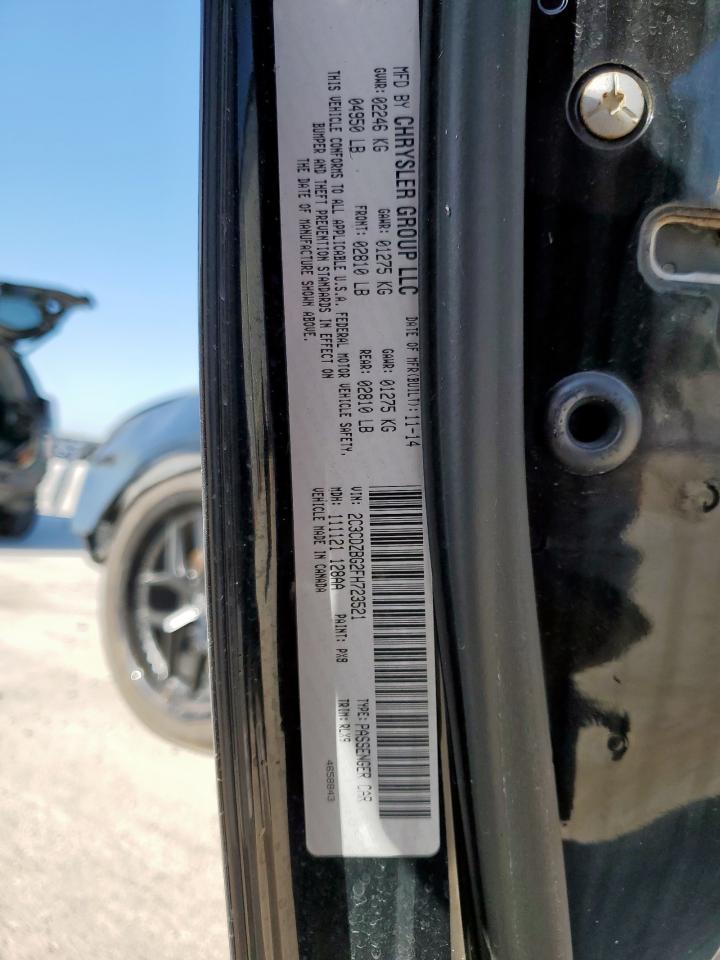 MFD BY CHRYSLER GROUP LLC DATE OF MFR(BUILT): 11-14
GVWR: 02246 KG GAWR: 01275 KG GAWR: 01275 KG
04950 LB FRONT: 02810 LB REAR: 02810 LB
THIS VEHICLE CONFORMS TO ALL APPLICABLE U.S.A. FEDERAL MOTOR VEHICLE SAFETY,
BUMPER AND THEFT PREVENTION STANDARDS IN EFFECT ON
THE DATE OF MANUFACTURE SHOWN ABOVE.
VIN: 2C3CDZBG2FH723521 TYPE: PASSENGER CAR
MDH: 111121 128AA PAINT: PX8 TRIM: RLX9
VEHICLE MADE IN CANADA
4658843